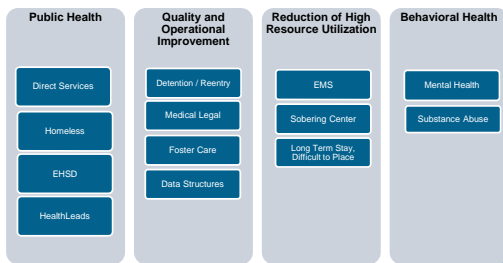 Public Health
Direct Services
Homeless
EHSD
HealthLeads
Quality and
Operational
Improvement
Detention / Reentry
Medical Legal
Foster Care
Data Structures
Reduction of High
Resource Utilization
EMS
Sobering Center
Long Term Stay,
Difficult to Place
Behavioral Health
Mental Health
Substance Abuse